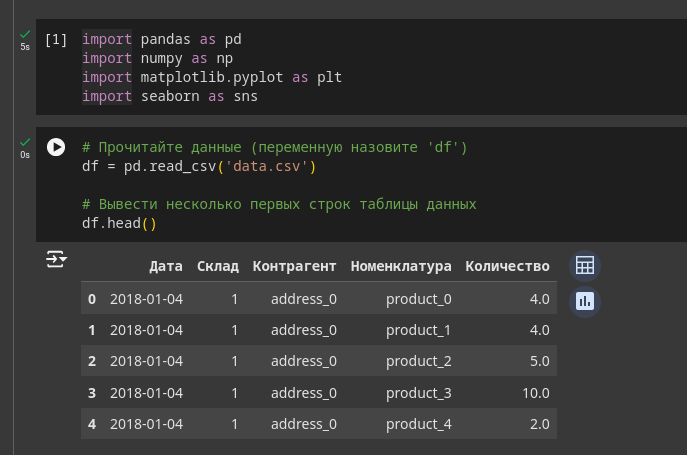 5s
[1] import pandas as pd
import numpy as np
import matplotlib.pyplot as plt
import seaborn as sns
0s
# Прочитайте данные (переменную назовите 'df')
df = pd.read_csv('data.csv')
# Вывести несколько первых строк таблицы данных
df.head()
Дата Склад Контрагент Номенклатура Количество
0 2018-01-04 1 address_0 product_0 4.0
1 2018-01-04 1 address_0 product_1 4.0
2 2018-01-04 1 address_0 product_2 5.0
3 2018-01-04 1 address_0 product_3 10.0
4 2018-01-04 1 address_0 product_4 2.0